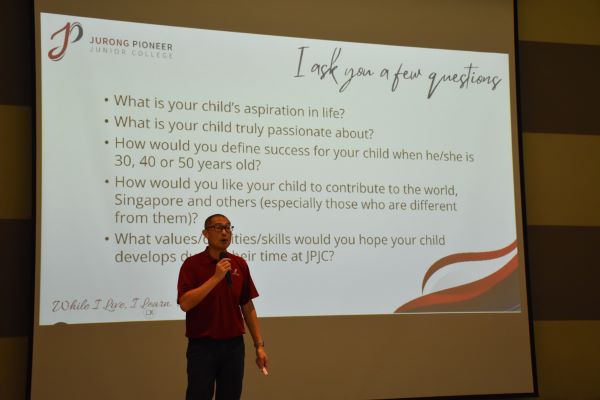 JURONG PIONEER
JUNIOR COLLEGE
I ask you a few questions
• What is your child's aspiration in life?
• What is your child truly passionate about?
• How would you define success for your child when he/she is
30, 40 or 50 years old?
• How would you like your child to contribute to the world,
Singapore and others (especially those who are different
from them)?
• What values/ /skills would you hope your child
develops their time at JPJC?
While I Live, I Learn